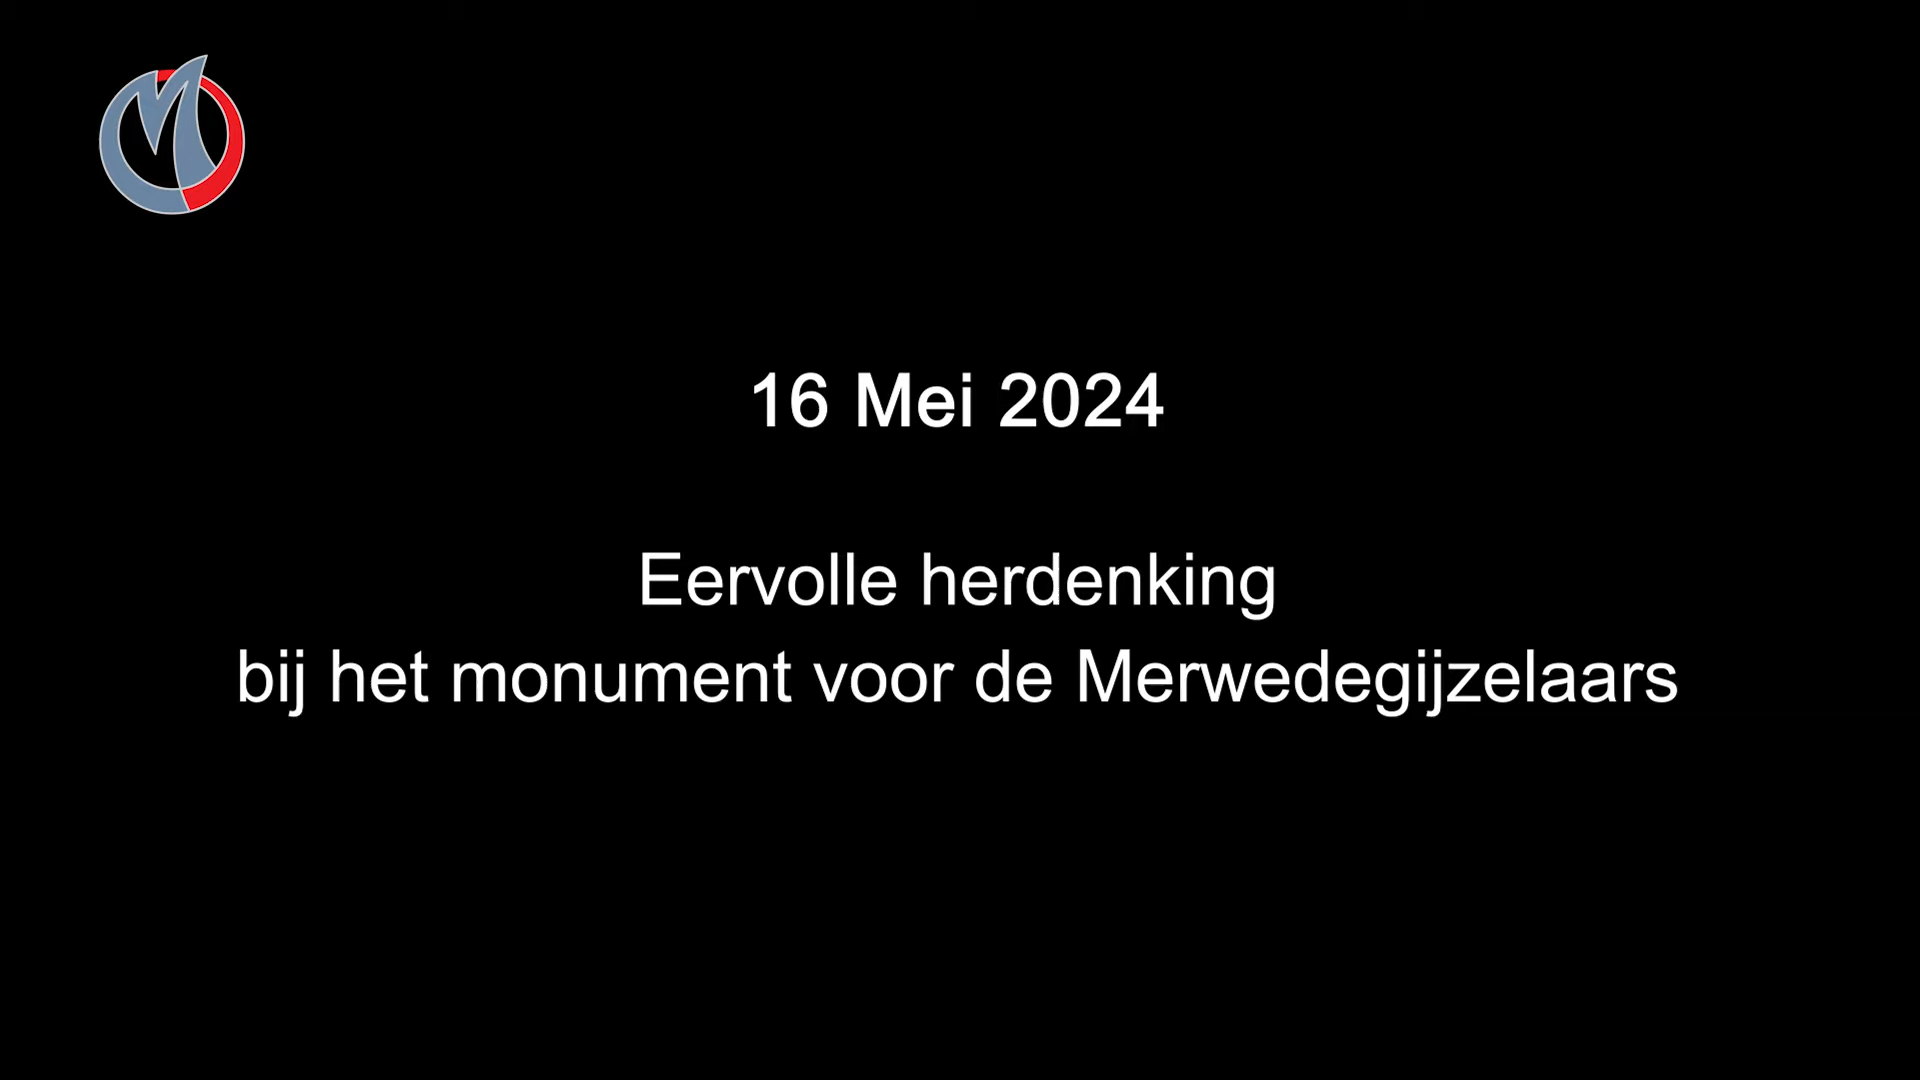 16 Mei 2024
Eervolle herdenking
bij het monument voor de Merwedegijzelaars